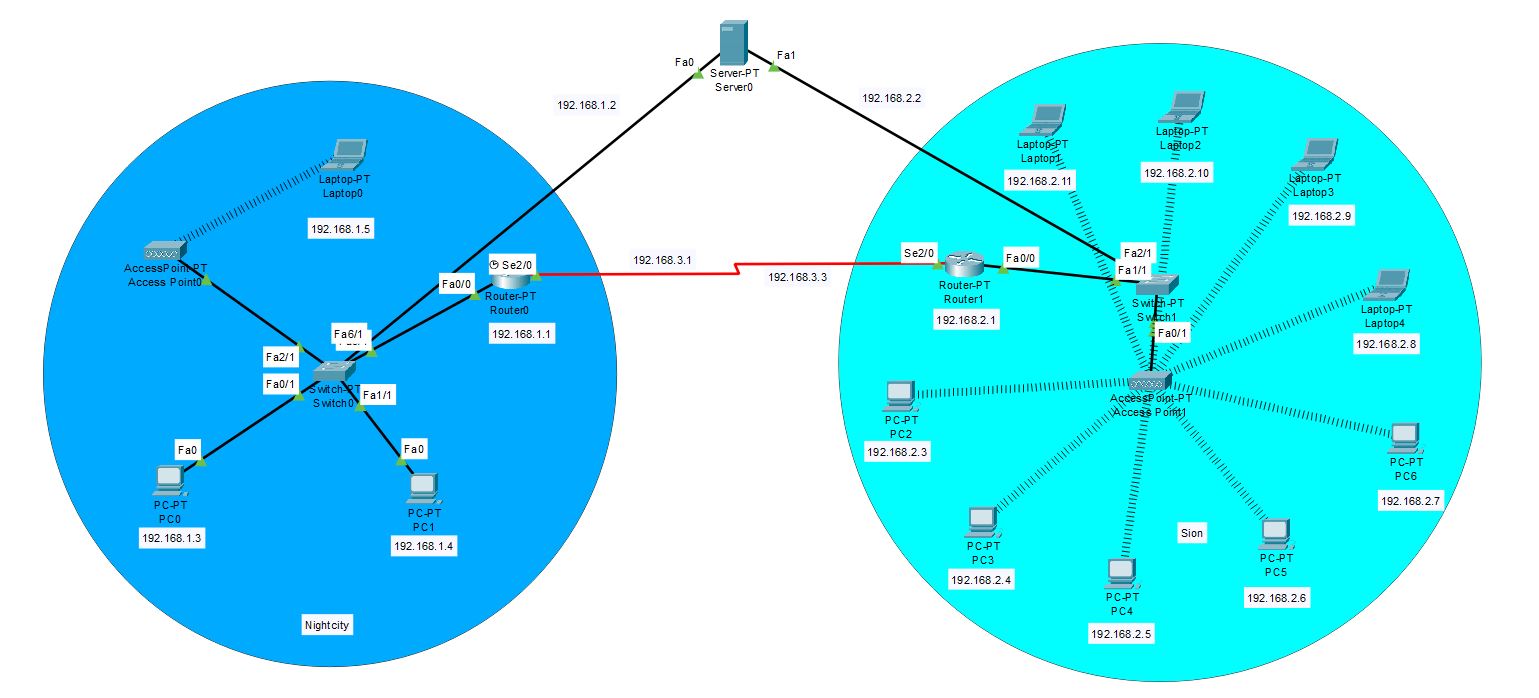 Fa0
Fa1
Server-PT
Server0
192.168.1.2
192.168.2.2
Laptop-PT
Laptop0
192.168.1.5
AccessPoint-PT
Access Point0
Se2/0
Fa0/0
Router-PT
Router0
192.168.1.1
192.168.3.1
192.168.3.3
Fa6/1
Fa2/1
Fa0/1
Switch-PT
Switch0
Fa1/1
Fa0
PC-PT
PC0
192.168.1.3
Fa0
PC-PT
PC1
192.168.1.4
Nightcity
Laptop-PT
Laptop1
192.168.2.11
Laptop-PT
Laptop2
192.168.2.10
Laptop-PT
Laptop3
192.168.2.9
Se2/0
Fa0/0
Router-PT
Router1
192.168.2.1
Fa2/1
Fa1/1
Switch-PT
Switch1
Fa0/1
Laptop-PT
Laptop4
192.168.2.8
AccessPoint-PT
Access Point1
PC-PT
PC2
192.168.2.3
PC-PT
PC6
192.168.2.7
PC-PT
PC3
192.168.2.4
Sion
PC-PT
PC5
192.168.2.6
PC-PT
PC4
192.168.2.5